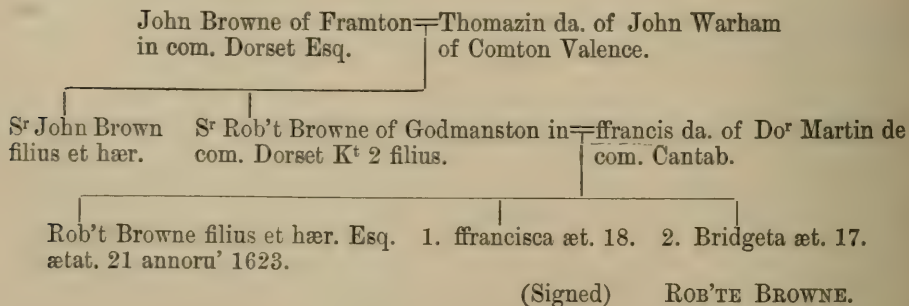 John Browne of Framton=Thomazin da. of John Warham
in com. Dorset Esq. of Comton Valence.
Sʳ John Brown Sʳ Rob't Browne of Godmanston in=ffrancis da. of Doʳ Martin de
filius et hær. com. Dorset Kᵗ 2 filius. com. Cantab.
Rob't Browne filius et hær. Esq. 1. ffrancisca æt. 18. 2. Bridgeta æt. 17.
ætat. 21 annoru' 1623.
(Signed) ROB'TE BROWNE.